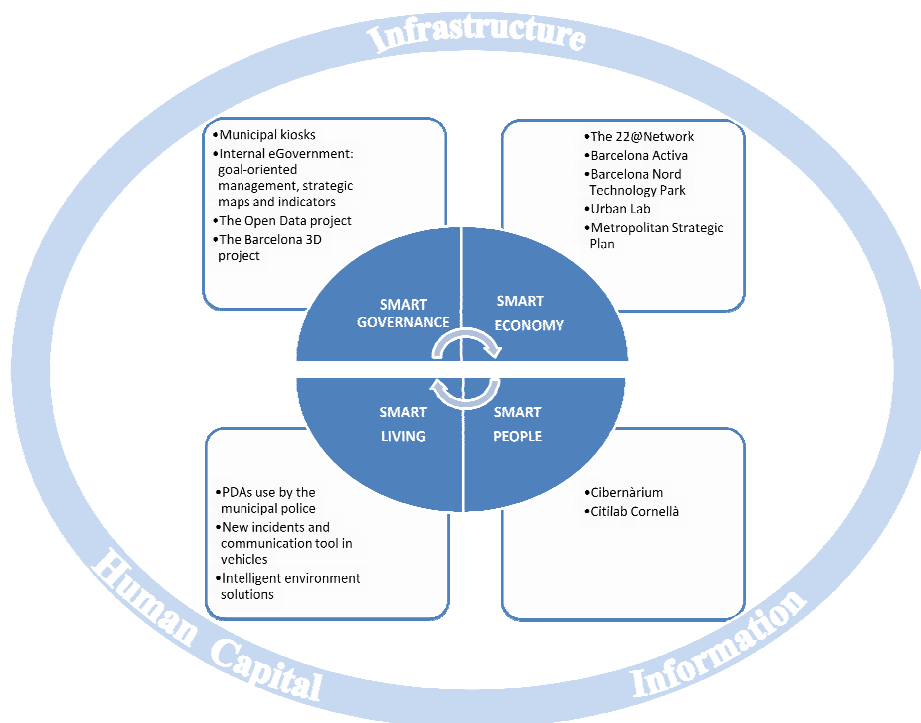 Infrastructure
•Municipal kiosks
•Internal eGovernment:
goal-oriented
management, strategic
maps and indicators
•The Open Data project
•The Barcelona 3D
project
•The 22@Network
•Barcelona Activa
•Barcelona Nord
Technology Park
•Urban Lab
•Metropolitan Strategic
Plan
SMART
GOVERNANCE
SMART
ECONOMY
SMART
LIVING
SMART
PEOPLE
•PDAs use by the
municipal police
•New incidents and
communication tool in
vehicles
•Intelligent environment
solutions
•Cibernàrium
•Citilab Cornellà
Human Capital
Information